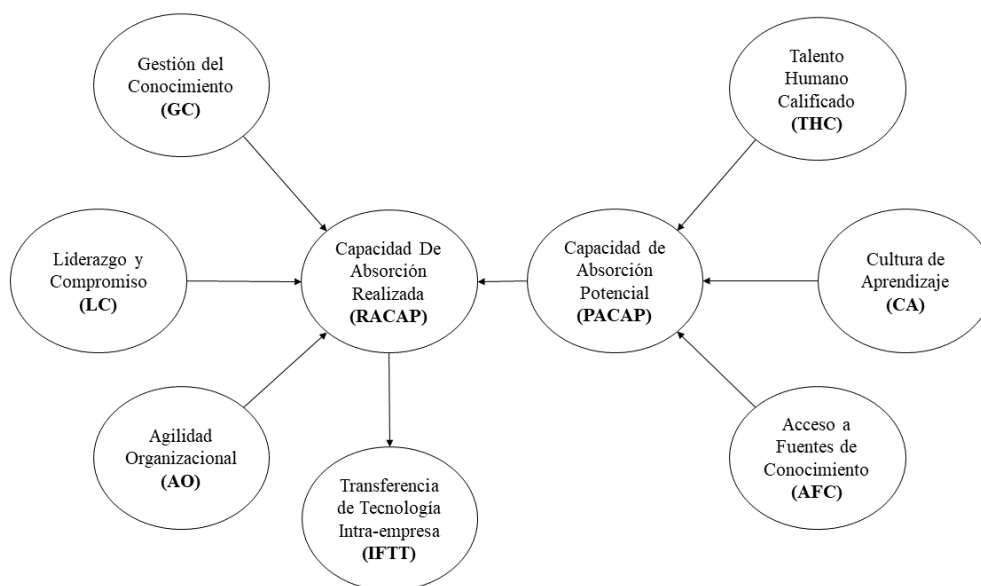 Gestión del
Conocimiento
(GC)
Talento
Humano
Calificado
(THC)
Liderazgo y
Compromiso
(LC)
Capacidad De
Absorción
Realizada
(RACAP)
Capacidad de
Absorción
Potencial
(PACAP)
Cultura de
Aprendizaje
(CA)
Agilidad
Organizacional
(AO)
Transferencia
de Tecnología
Intra-empresa
(IFTT)
Acceso a
Fuentes de
Conocimiento
(AFC)